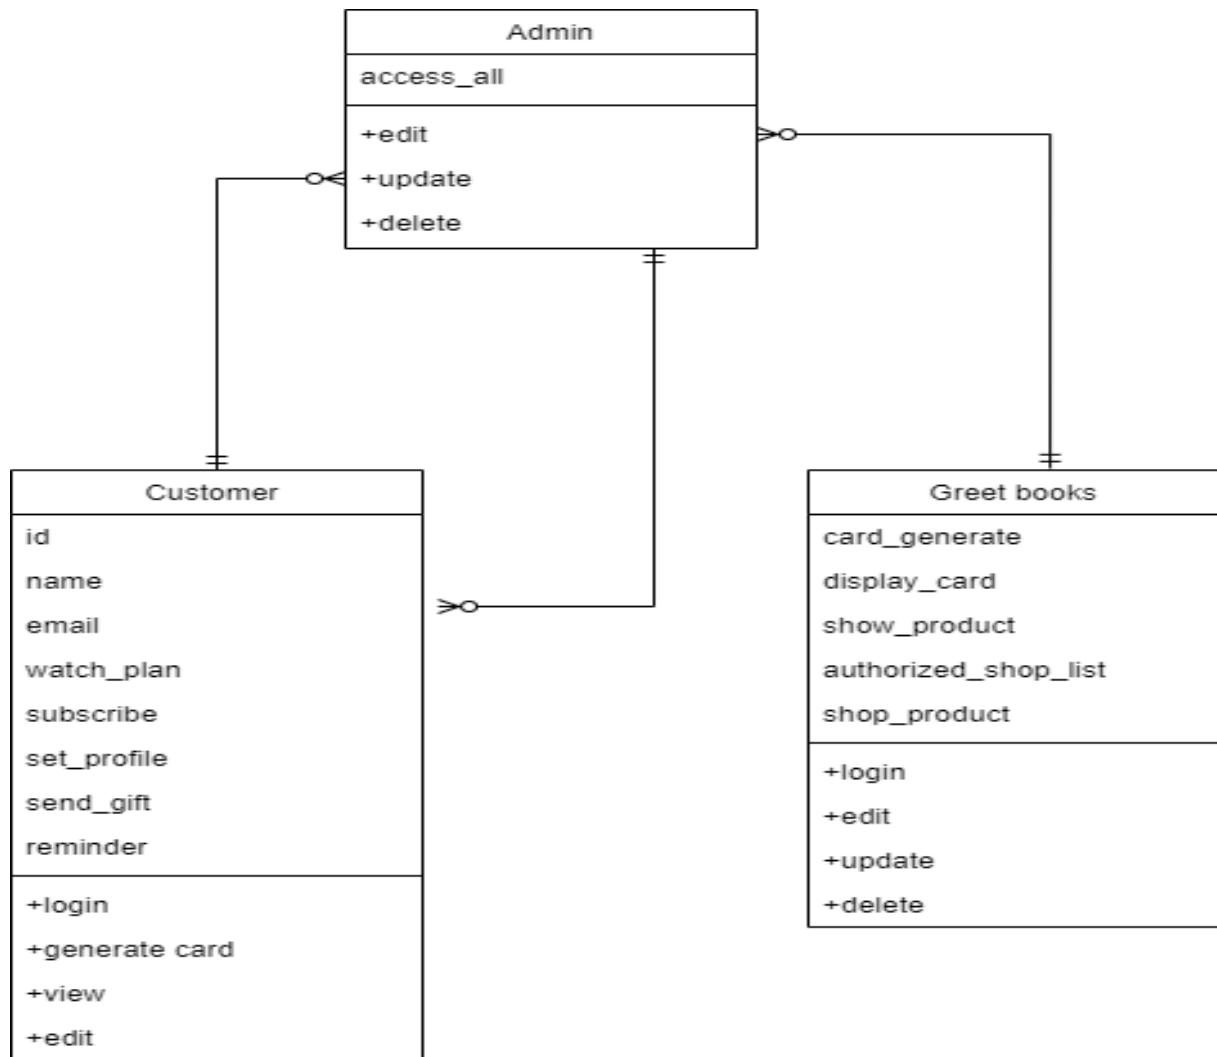 Admin
access_all
+edit
+update
+delete
Customer
id
name
email
watch_plan
subscribe
set_profile
send_gift
reminder
+login
+generate card
+view
+edit
Greet books
card_generate
display_card
show_product
authorized_shop_list
shop_product
+login
+edit
+update
+delete